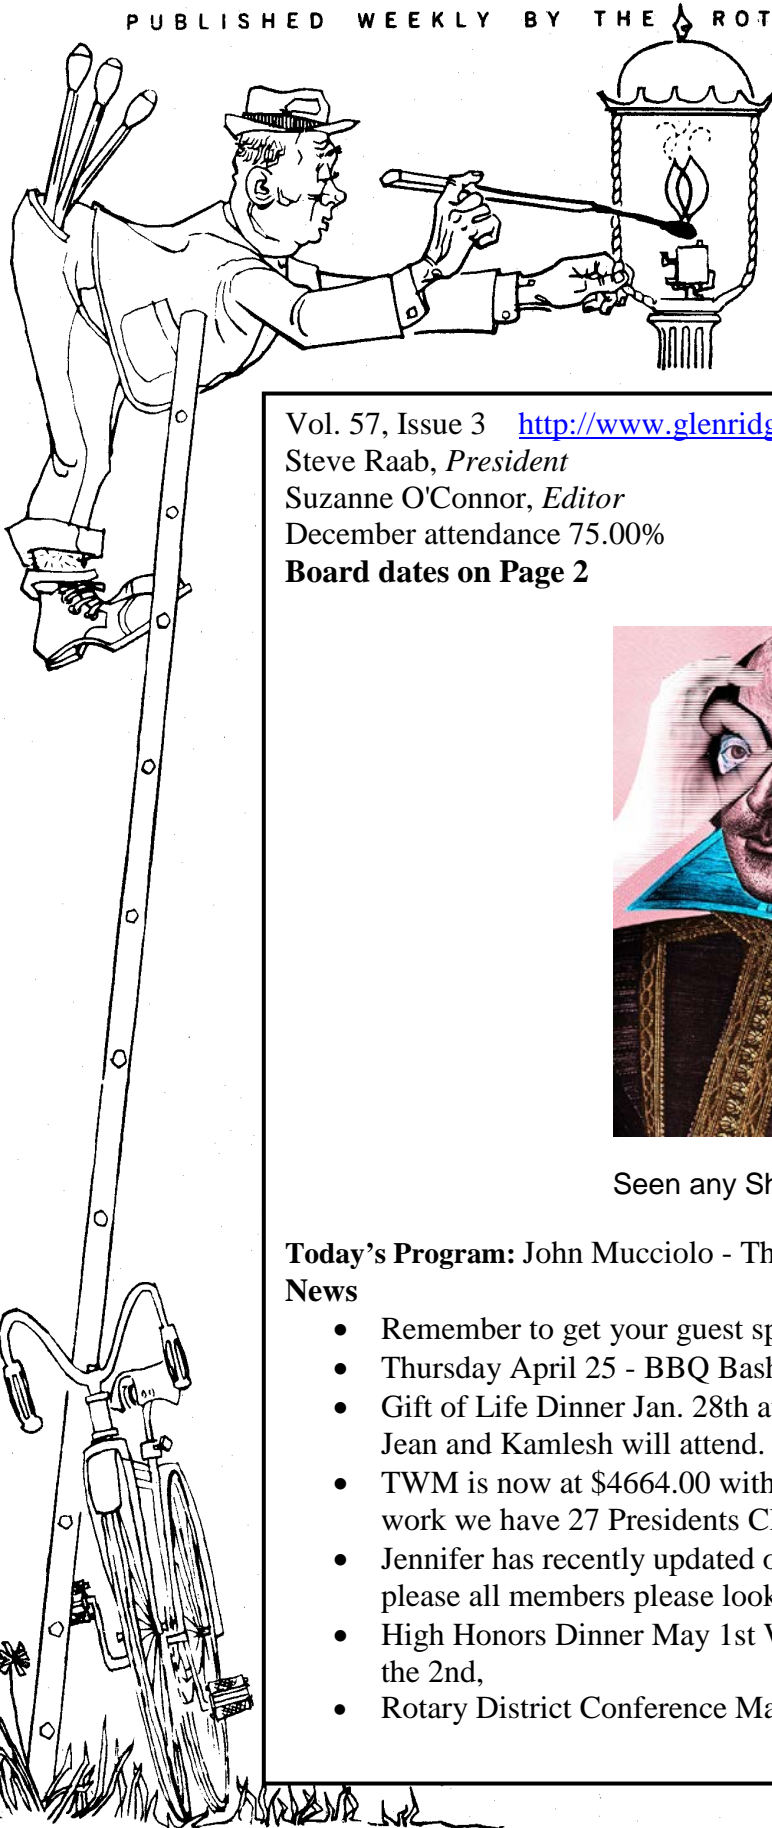 PUBLISHED WEEKLY BY THE ROT
Vol. 57, Issue 3 http://www.glenridg
Steve Raab, President
Suzanne O'Connor, Editor
December attendance 75.00%
Board dates on Page 2
Seen any Sh
Today's Program: John Mucciolo - Th
News
• Remember to get your guest sp
• Thursday April 25 - BBQ Bash
• Gift of Life Dinner Jan. 28th a
Jean and Kamlesh will attend.
• TWM is now at $4664.00 with
work we have 27 Presidents C
• Jennifer has recently updated o
please all members please look
• High Honors Dinner May 1st W
the 2nd,
• Rotary District Conference Ma